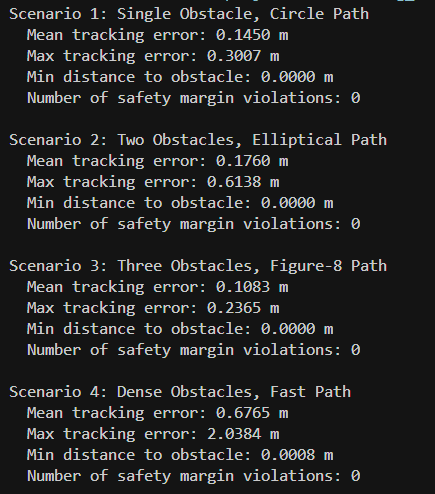 Scenario 1: Single Obstacle, Circle Path
Mean tracking error: 0.1450 m
Max tracking error: 0.3007 m
Min distance to obstacle: 0.0000 m
Number of safety margin violations: 0
Scenario 2: Two Obstacles, Elliptical Path
Mean tracking error: 0.1760 m
Max tracking error: 0.6138 m
Min distance to obstacle: 0.0000 m
Number of safety margin violations: 0
Scenario 3: Three Obstacles, Figure-8 Path
Mean tracking error: 0.1083 m
Max tracking error: 0.2365 m
Min distance to obstacle: 0.0000 m
Number of safety margin violations: 0
Scenario 4: Dense Obstacles, Fast Path
Mean tracking error: 0.6765 m
Max tracking error: 2.0384 m
Min distance to obstacle: 0.0008 m
Number of safety margin violations: 0